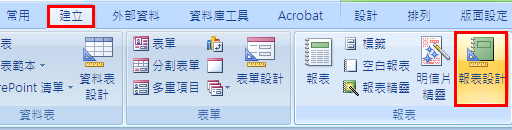 常用 建立 外部資料 資料庫工具 Acrobat 設計 排列 版面設定
表
表範本
rePoint 清單
資料表
設計
資料表
表單
分割表單
多重項目
表單設計
表單
報表
標籤
空白報表
報表精靈
明信片
精靈
報表設計
報表